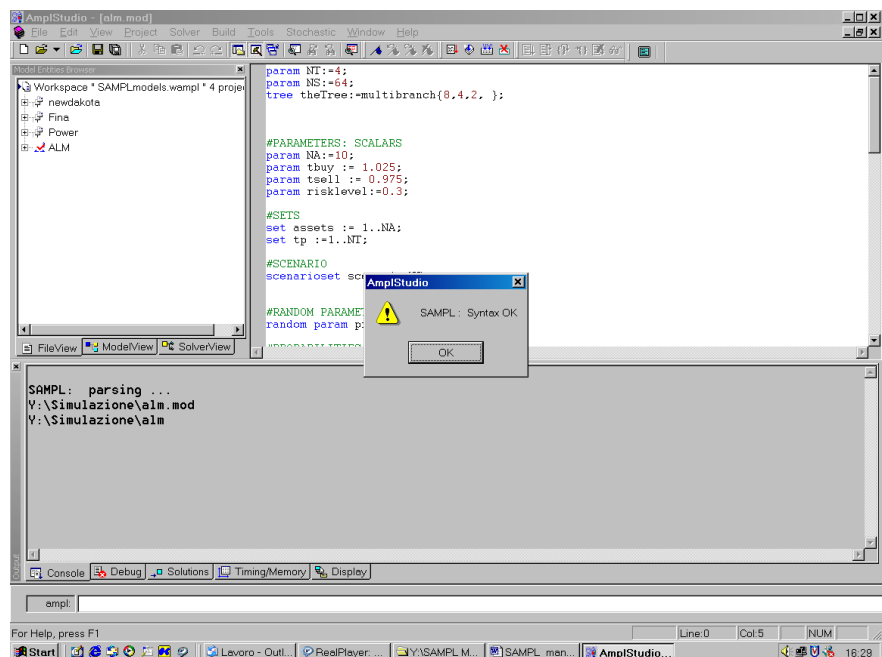 AmplStudio - [alm.mod]
File Edit View Project Solver Build Tools Stochastic Window Help
Model Entities Browser
Workspace " SAMPLmodels.wampl " 4 proje
newdakota
Fina
Power
ALM
FileView ModelView SolverView
param NT:=4;
param NS:=64;
tree theTree:=multibranch{8,4,2, };
#PARAMETERS: SCALARS
param NA:=10;
param tbuy := 1.025;
param tsell := 0.975;
param risklevel:=0.3;
#SETS
set assets := 1..NA;
set tp :=1..NT;
#SCENARIO
scenarioset sc
#RANDOM PARAMET
random param p
#PROBABILITIES
AmplStudio
SAMPL : Syntax OK
OK
SAMPL: parsing ...
Y:\Simulazione\alm.mod
Y:\Simulazione\alm
Output
Console Debug Solutions Timing/Memory Display
ampl:
For Help, press F1 Line:0 Col:5 NUM
Start Lavoro - Outl... RealPlayer: ... Y:\SAMPL M... SAMPL_man... AmplStudio... 16:29